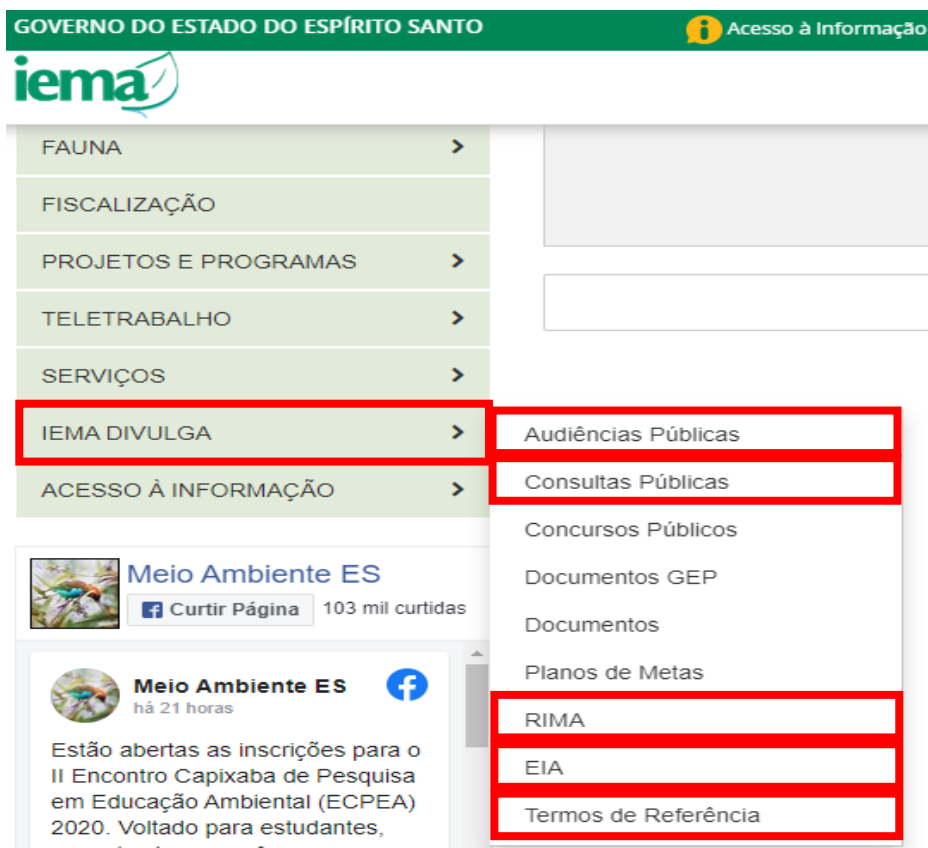 GOVERNO DO ESTADO DO ESPÍRITO SANTO
Acesso à Informação
iema
FAUNA
FISCALIZAÇÃO
PROJETOS E PROGRAMAS
TELETRABALHO
SERVIÇOS
IEMA DIVULGA
ACESSO À INFORMAÇÃO
Audiências Públicas
Consultas Públicas
Concursos Públicos
Documentos GEP
Documentos
Planos de Metas
RIMA
EIA
Termos de Referência
Meio Ambiente ES
Curtir Página 103 mil curtidas
Meio Ambiente ES
há 21 horas
Estão abertas as inscrições para o
II Encontro Capixaba de Pesquisa
em Educação Ambiental (ECPEA)
2020. Voltado para estudantes,